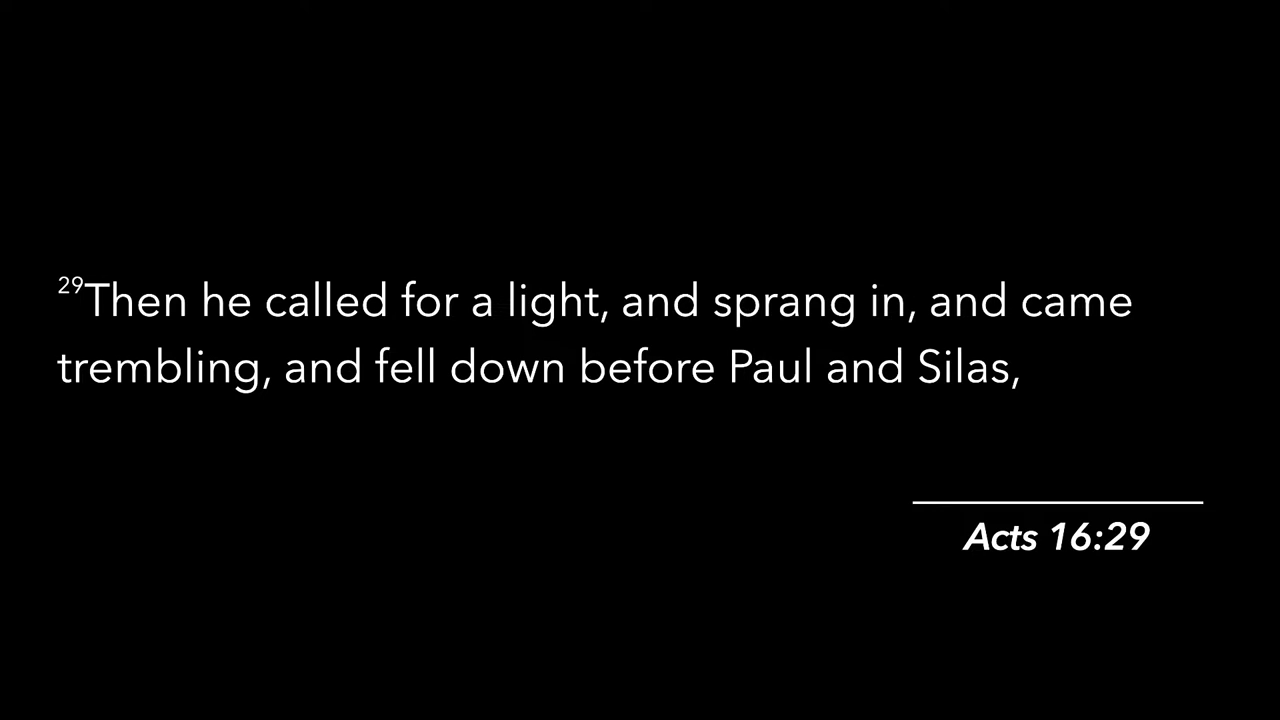 29Then he called for a light, and sprang in, and came
trembling, and fell down before Paul and Silas,
Acts 16:29